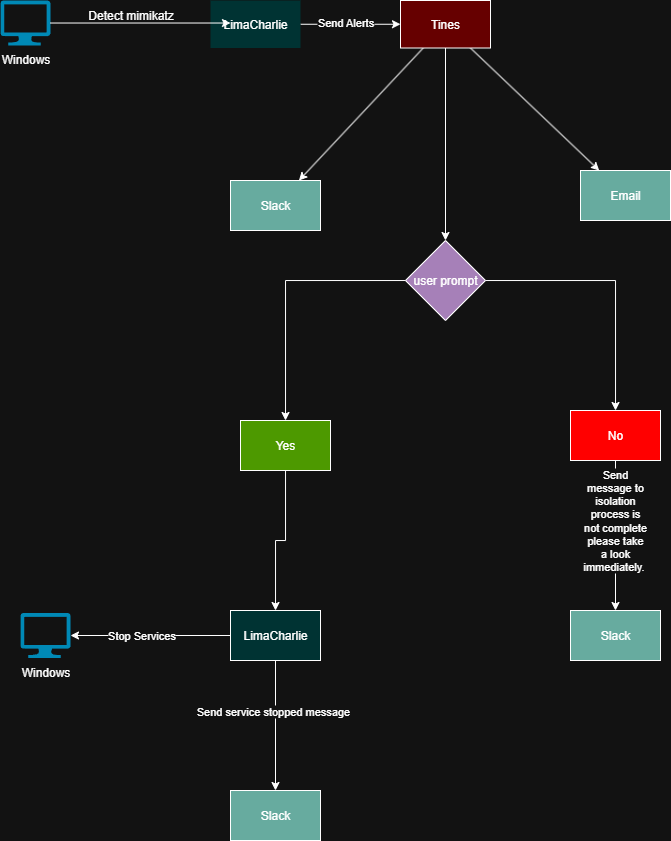 Detect mimikatz
LimaCharlie
Send Alerts
Tines
Windows
Slack
Email
user prompt
Yes
No
Send
message to
isolation
process is
not complete
please take
a look
immediately.
Stop Services
LimaCharlie
Slack
Windows
Send service stopped message
Slack